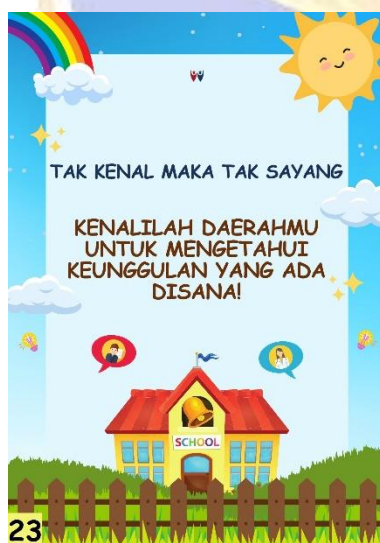 TAK KENAL MAKA TAK SAYANG
KENALILAH DAERAHMU
UNTUK MENGETAHUI
KEUNGGULAN YANG ADA
DISANA!
SCHOOL
23